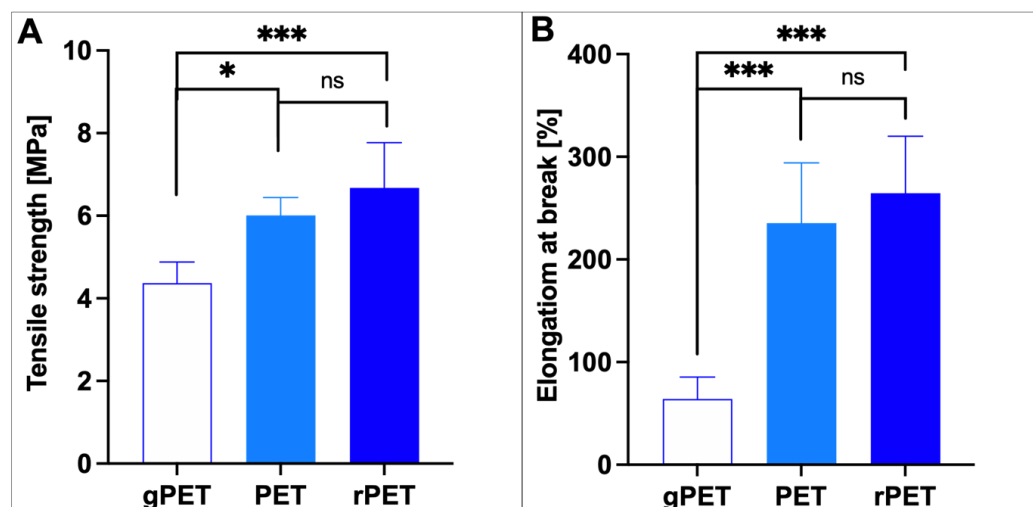 A
Tensile strength [MPa]
10
8
6
4
2
0
***
*
ns
gPET PET rPET
B
Elongatiom at break [%]
400
300
200
100
0
***
***
ns
gPET PET rPET